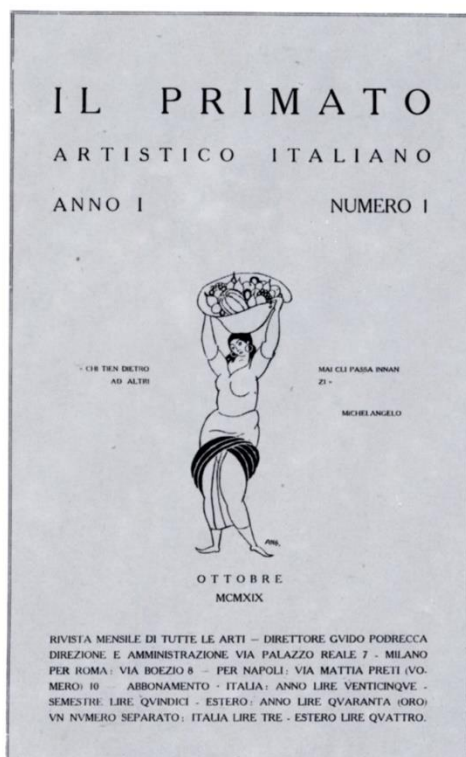 IL PRIMATO
ARTISTICO ITALIANO
ANNO I NUMERO I
- CHI TIEN DIETRO
AD ALTRI
MAI GLI PASSA INNAN
ZI -
MICHELANGELO
OTTOBRE
MCMXIX
RIVISTA MENSILE DI TUTTE LE ARTI — DIRETTORE GVIDO PODRECCA
DIREZIONE E AMMINISTRAZIONE VIA PALAZZO REALE 7 - MILANO
PER ROMA: VIA BOEZIO 8 — PER NAPOLI: VIA MATTIA PRETI (VO-
MERO) 10 — ABBONAMENTO - ITALIA: ANNO LIRE VENTICINQVE -
SEMESTRE LIRE QVINDICI - ESTERO: ANNO LIRE QVARANTA (ORO)
VN NVMERO SEPARATO: ITALIA LIRE TRE - ESTERO LIRE QVATTRO.